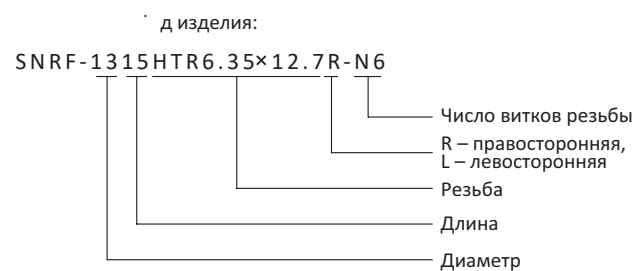 д изделия:
SNRF-1315HTR6.35×12.7R-N6
Число витков резьбы
R – правосторонняя,
L – левосторонняя
Резьба
Длина
Диаметр